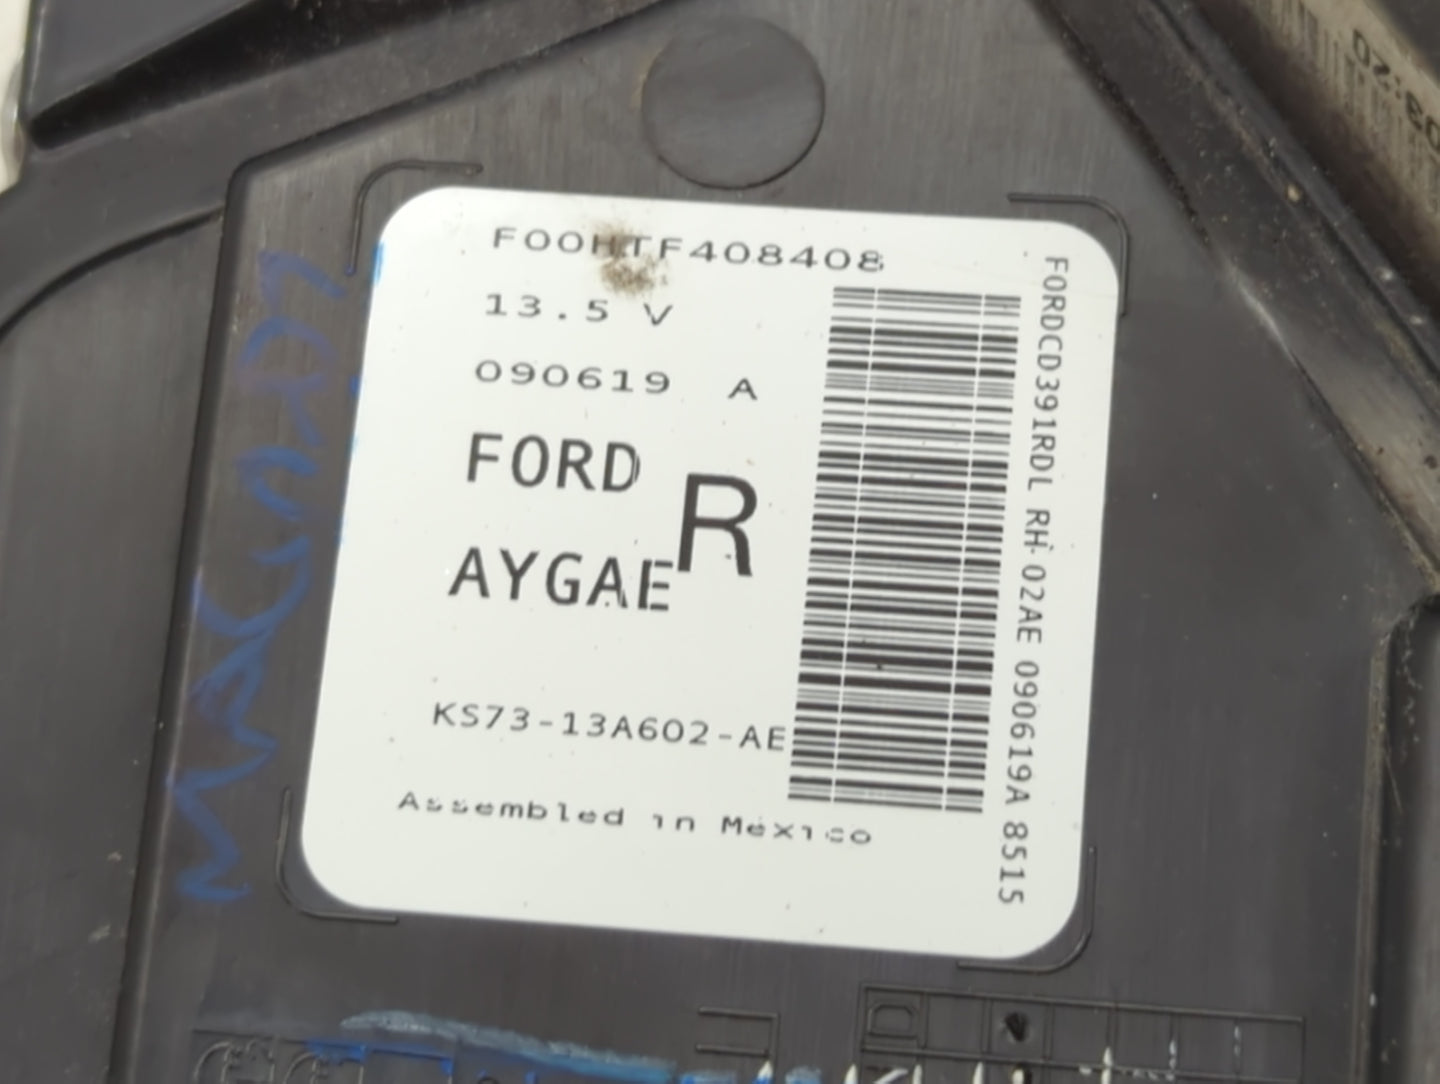 F00HTF408408
13.5 V
090619 A
FORD
R
AYGAE
KS73-13A602-AE
Assembled in Mexico
FORDCD391RDL RH 02AE 090619A 8515